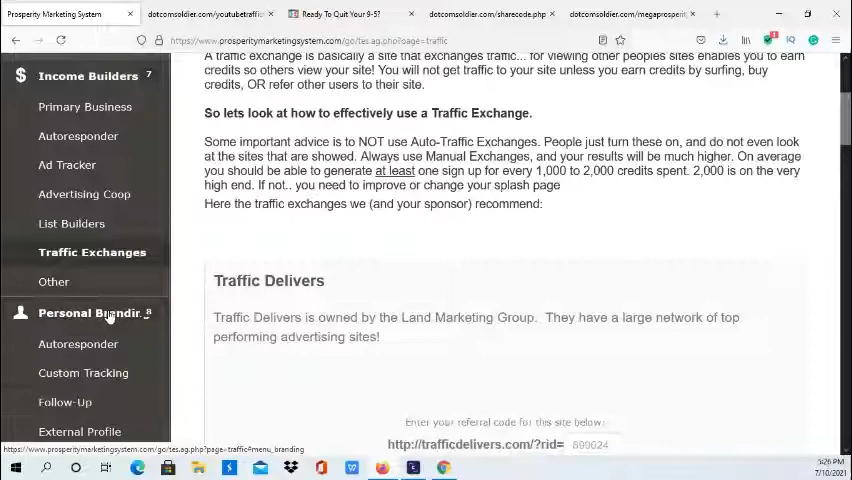 Prosperity Marketing System
dotcomsoldier.com/youtubetraffic
Ready To Quit Your 9-5?
dotcomsoldier.com/sharecode.php
dotcomsoldier.com/megaprosperit
https://www.prosperitymarketingsystem.com/go/tes.ag.php?page=traffic
Income Builders 7
Primary Business
Autoresponder
Ad Tracker
Advertising Coop
List Builders
Traffic Exchanges
Other
Personal Brandin 8
Autoresponder
Custom Tracking
Follow-Up
External Profile
A traffic exchange is basically a site that exchanges traffic... for viewing other peoples sites enables you to earn
credits so others view your site! You will not get traffic to your site unless you earn credits by surfing, buy
credits, OR refer other users to their site.
So lets look at how to effectively use a Traffic Exchange.
Some important advice is to NOT use Auto-Traffic Exchanges. People just turn these on, and do not even look
at the sites that are showed. Always use Manual Exchanges, and your results will be much higher. On average
you should be able to generate at least one sign up for every 1,000 to 2,000 credits spent. 2,000 is on the very
high end. If not.. you need to improve or change your splash page
Here the traffic exchanges we (and your sponsor) recommend:
Traffic Delivers
Traffic Delivers is owned by the Land Marketing Group. They have a large network of top
performing advertising sites!
Enter your referral code for this site below:
http://trafficdelivers.com/?rid= 899624
https://www.prosperitymarketingsystem.com/go/tes.ag.php?page=traffic#menu_branding
5:26 PM
7/10/2021